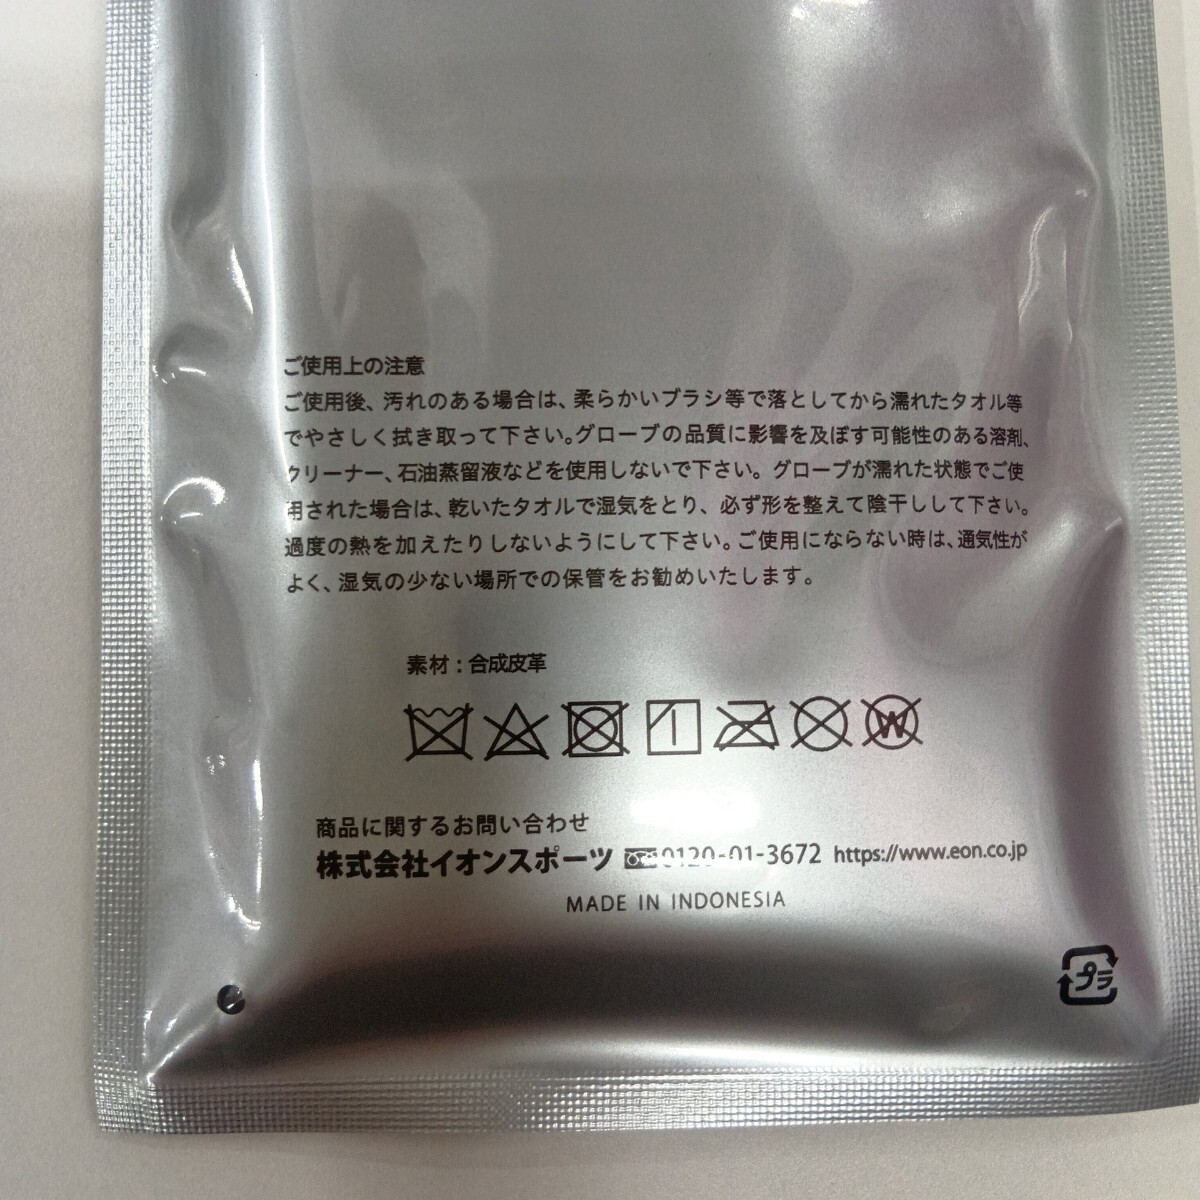 ご使用上の注意
ご使用後、汚れのある場合は、柔らかいブラシ等で落としてから濡れたタオル等
でやさしく拭き取って下さい。グローブの品質に影響を及ぼす可能性のある溶剤、
クリーナー、石油蒸留液などを使用しないで下さい。グローブが濡れた状態でご使
用された場合は、乾いたタオルで湿気をとり、必ず形を整えて陰干しして下さい。
過度の熱を加えたりしないようにして下さい。ご使用にならない時は、通気性が
よく、湿気の少ない場所での保管をお勧めいたします。
素材：合成皮革
W
商品に関するお問い合わせ
株式会社イオンスポーツ 0120-01-3672 https://www.eon.co.jp
MADE IN INDONESIA
プラ